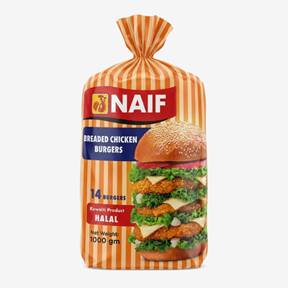 NAIF
BREADED CHICKEN
BURGERS
14 BURGERS
Kuwaiti Product
HALAL
Net Weight:
1000 gm